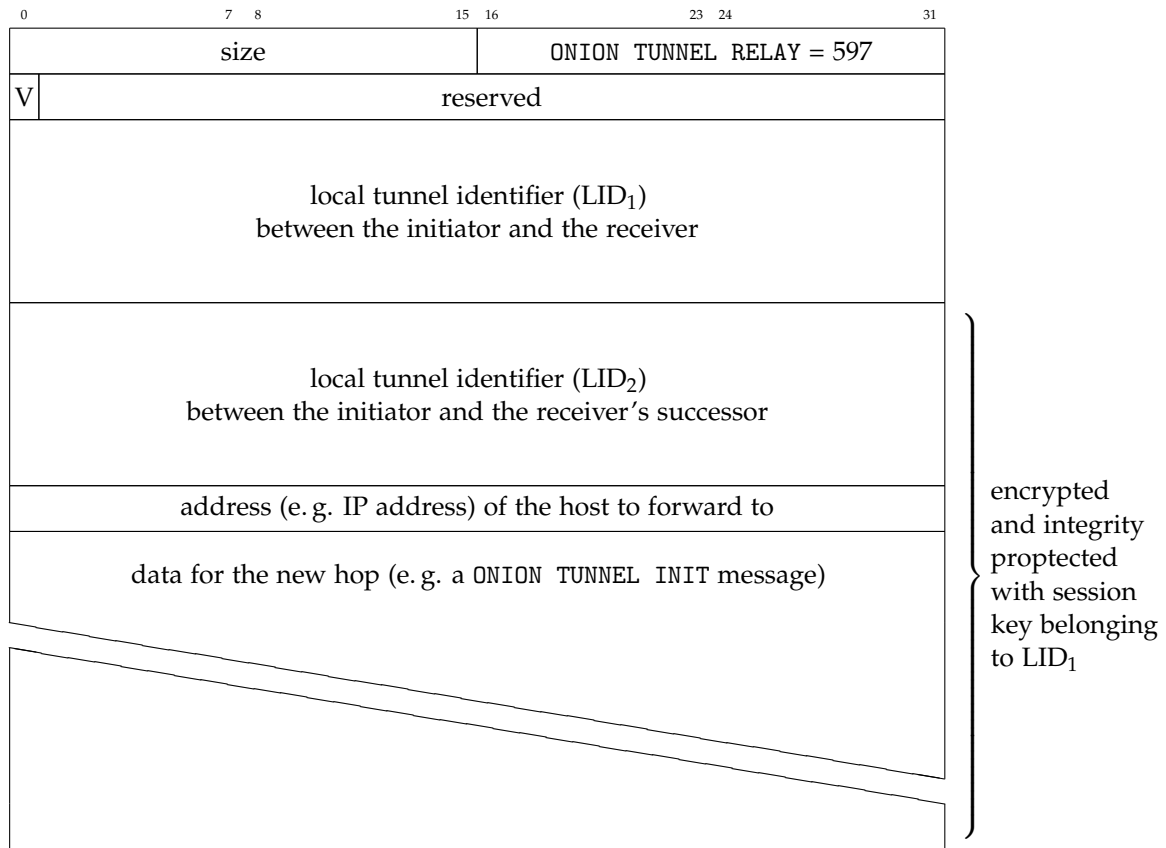 0 7 8 15 16 23 24 31
size ONION TUNNEL RELAY = 597
V reserved
local tunnel identifier (LID₁)
between the initiator and the receiver
local tunnel identifier (LID₂)
between the initiator and the receiver's successor
address (e. g. IP address) of the host to forward to
data for the new hop (e. g. a ONION TUNNEL INIT message)
encrypted
and integrity
proptected
with session
key belonging
to LID₁